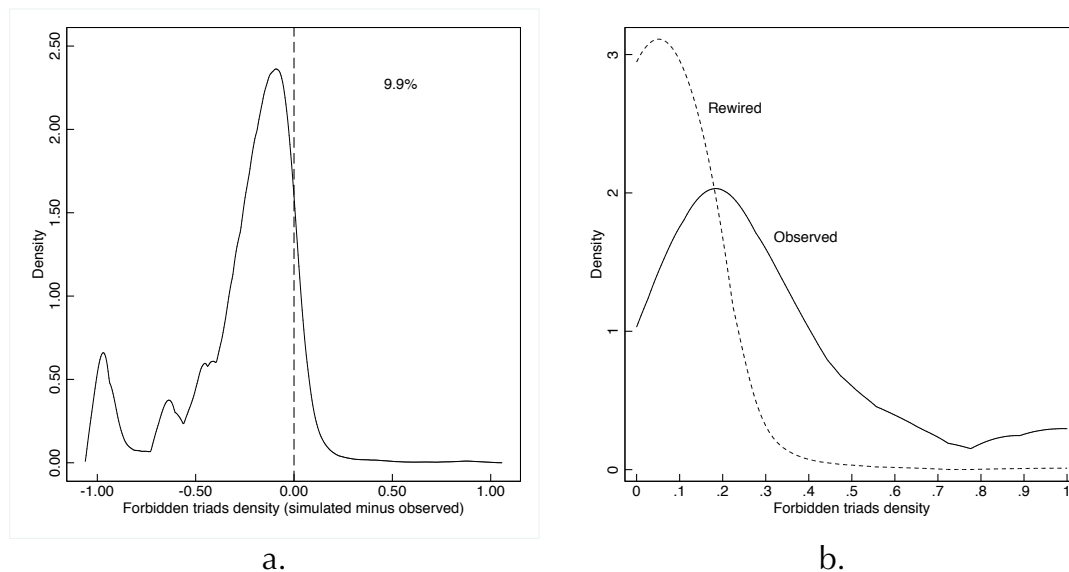 2.50
2.00
1.50
1.00
0.50
0.00
Density
9.9%
-1.00 -0.50 0.00 0.50 1.00
Forbidden triads density (simulated minus observed)
a.
3
2
1
0
Density
Rewired
Observed
0 .1 .2 .3 .4 .5 .6 .7 .8 .9 1
Forbidden triads density
b.